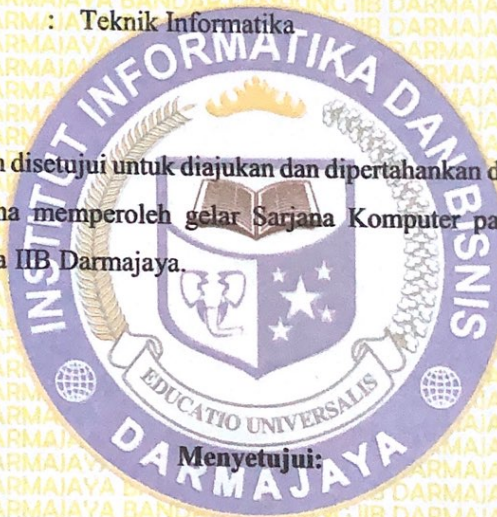 : Teknik Informatika
INSTITUT INFORMATIKA DAN BISNIS
disetujui untuk diajukan dan dipertahankan
memperoleh gelar Sarjana Komputer
IIB Darmajaya.
EDUCATIO UNIVERSALIS
Menyetujui:
DARMAJAYA